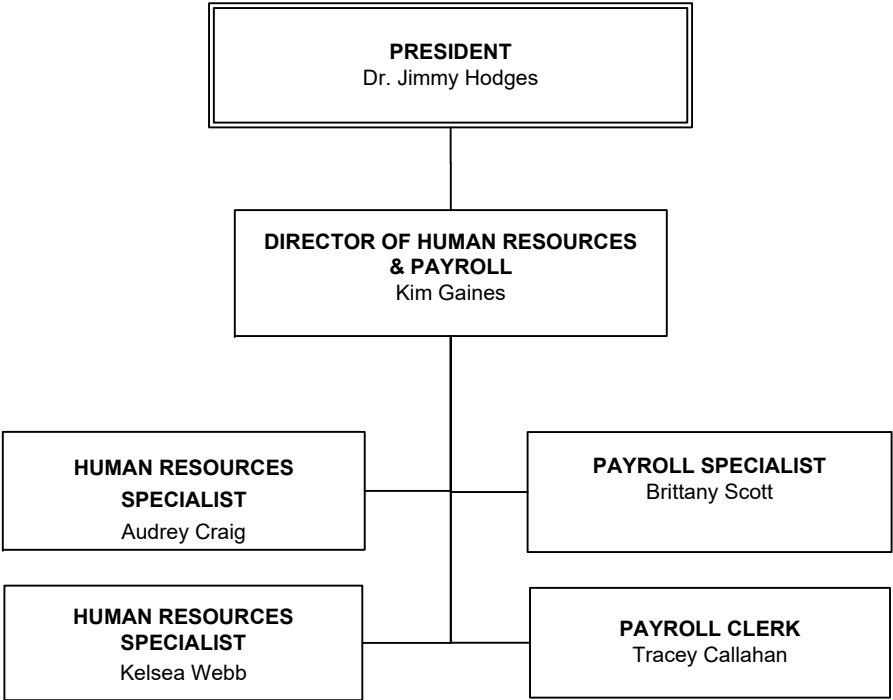 PRESIDENT
Dr. Jimmy Hodges
DIRECTOR OF HUMAN RESOURCES
& PAYROLL
Kim Gaines
HUMAN RESOURCES
SPECIALIST
Audrey Craig
PAYROLL SPECIALIST
Brittany Scott
HUMAN RESOURCES
SPECIALIST
Kelsea Webb
PAYROLL CLERK
Tracey Callahan